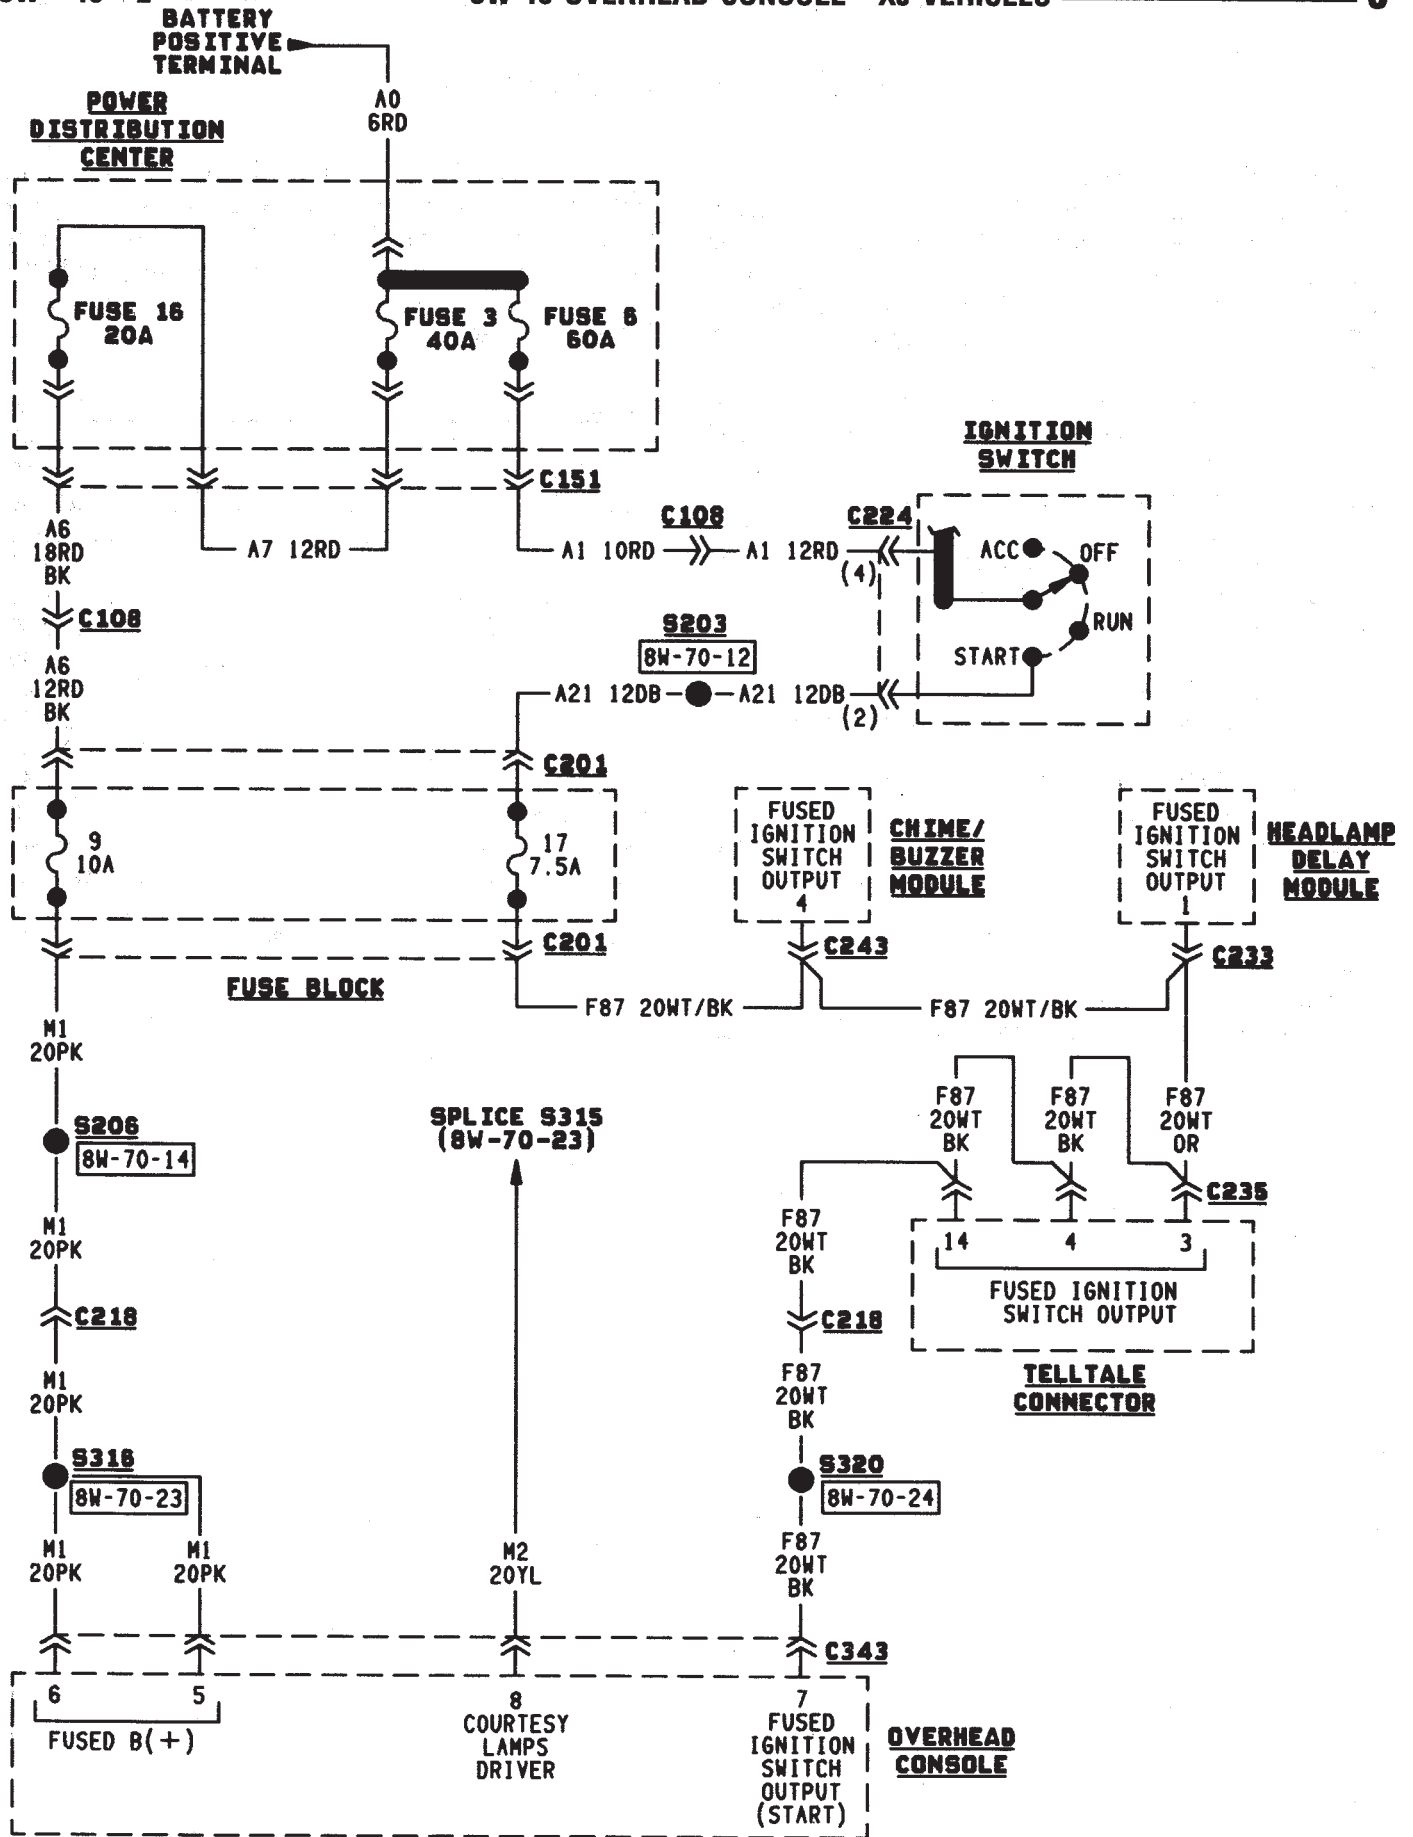 8W-49 OVERHEAD CONSOLE XJ VEHICLES
BATTERY
POSITIVE
TERMINAL
A0
6RD
POWER
DISTRIBUTION
CENTER
FUSE 16
20A
FUSE 3
40A
FUSE 6
60A
C151
A6
18RD
BK
A7 12RD
A1 10RD
C108
A1 12RD
C224
(4)
IGNITION
SWITCH
ACC
OFF
RUN
START
C108
A6
12RD
BK
S203
8W-70-12
A21 12DB
A21 12DB
(2)
C201
9
10A
17
7.5A
C201
FUSE BLOCK
FUSED
IGNITION
SWITCH
OUTPUT
4
CHIME/
BUZZER
MODULE
C243
FUSED
IGNITION
SWITCH
OUTPUT
1
HEADLAMP
DELAY
MODULE
C233
F87 20WT/BK
F87 20WT/BK
M1
20PK
S206
8W-70-14
M1
20PK
C218
M1
20PK
S316
8W-70-23
M1
20PK
M1
20PK
SPLICE S315
(8W-70-23)
M2
20YL
F87
20WT
BK
F87
20WT
BK
F87
20WT
OR
C235
14
4
3
FUSED IGNITION
SWITCH OUTPUT
TELLTALE
CONNECTOR
F87
20WT
BK
C218
F87
20WT
BK
S320
8W-70-24
F87
20WT
BK
C343
6
5
FUSED B(+)
8
COURTESY
LAMPS
DRIVER
7
FUSED
IGNITION
SWITCH
OUTPUT
(START)
OVERHEAD
CONSOLE